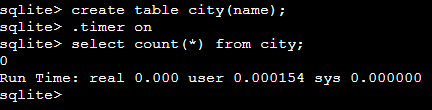 sqlite> create table city(name);
sqlite> .timer on
sqlite> select count(*) from city;
0
Run Time: real 0.000 user 0.000154 sys 0.000000
sqlite>